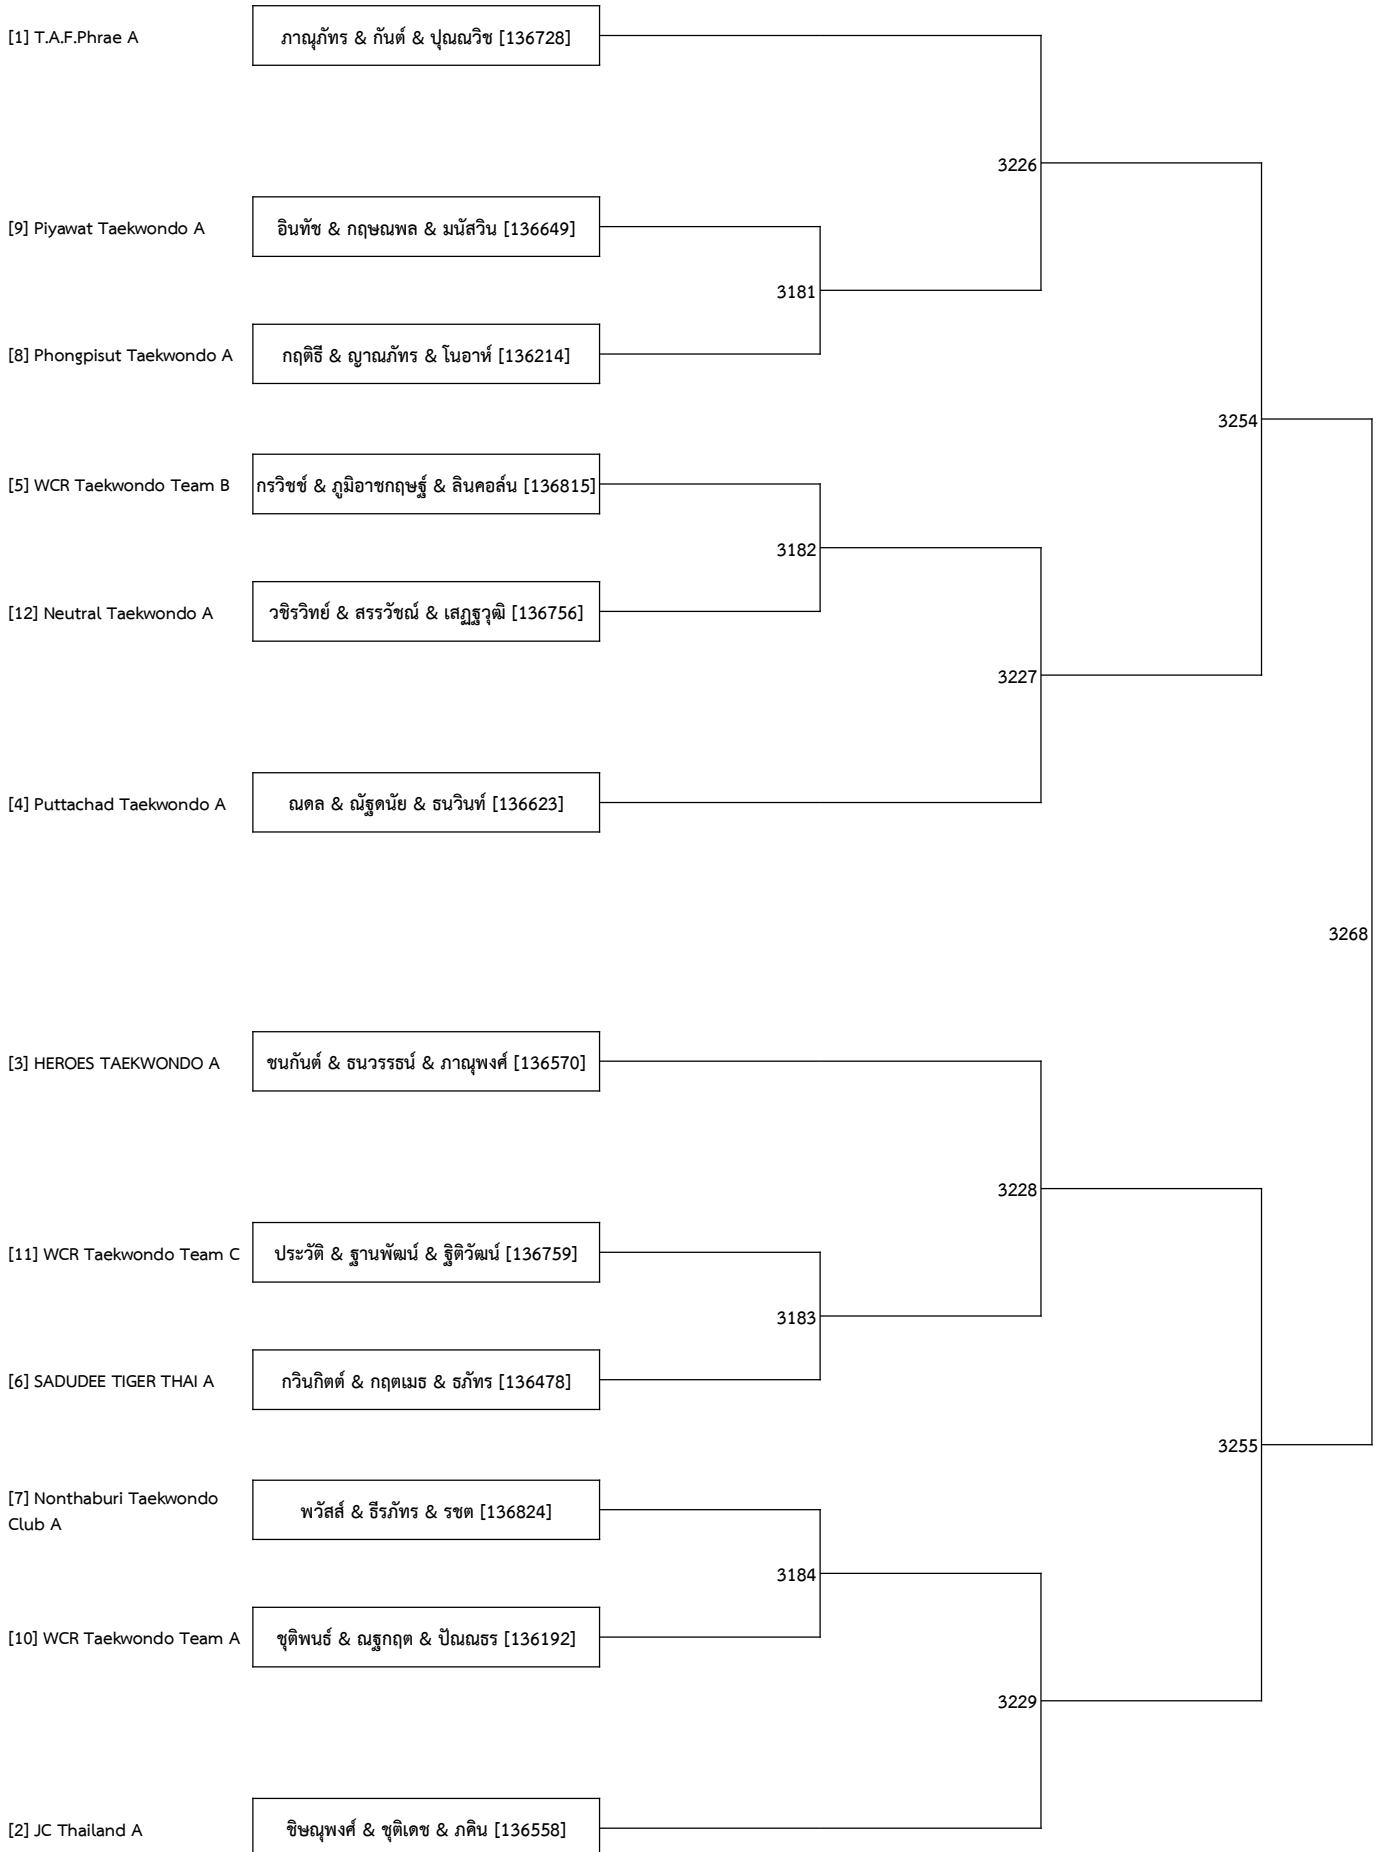 [1] T.A.F.Phrae A
ภาณุภัทร & กันต์ & ปุณณวิช [136728]
3226
[9] Piyawat Taekwondo A
อินทัช & กฤษณพล & มนัสวิน [136649]
3181
[8] Phongpisut Taekwondo A
กฤติธี & ญาณภัทร & โนอาห์ [136214]
3254
[5] WCR Taekwondo Team B
กรวิชช์ & ภูมิอาชกฤษฐ์ & ลินคอล์น [136815]
3182
[12] Neutral Taekwondo A
วชิรวิทย์ & สรรวัชณ์ & เสฏฐวุฒิ [136756]
3227
[4] Puttachad Taekwondo A
ณดล & ณัฐดนัย & ธนวินท์ [136623]
3268
[3] HEROES TAEKWONDO A
ชนกันต์ & ธนวรรธน์ & ภาณุพงศ์ [136570]
3228
[11] WCR Taekwondo Team C
ประวัติ & ฐานพัฒน์ & ฐิติวัฒน์ [136759]
3183
[6] SADUDEE TIGER THAI A
กวินกิตต์ & กฤตเมธ & ธภัทร [136478]
3255
[7] Nonthaburi Taekwondo
Club A
พวัสส์ & ธีรภัทร & รชต [136824]
3184
[10] WCR Taekwondo Team A
ชุติพนธ์ & ณฐกฤต & ปัณณธร [136192]
3229
[2] JC Thailand A
ชิษณุพงศ์ & ชุติเดช & ภคิน [136558]